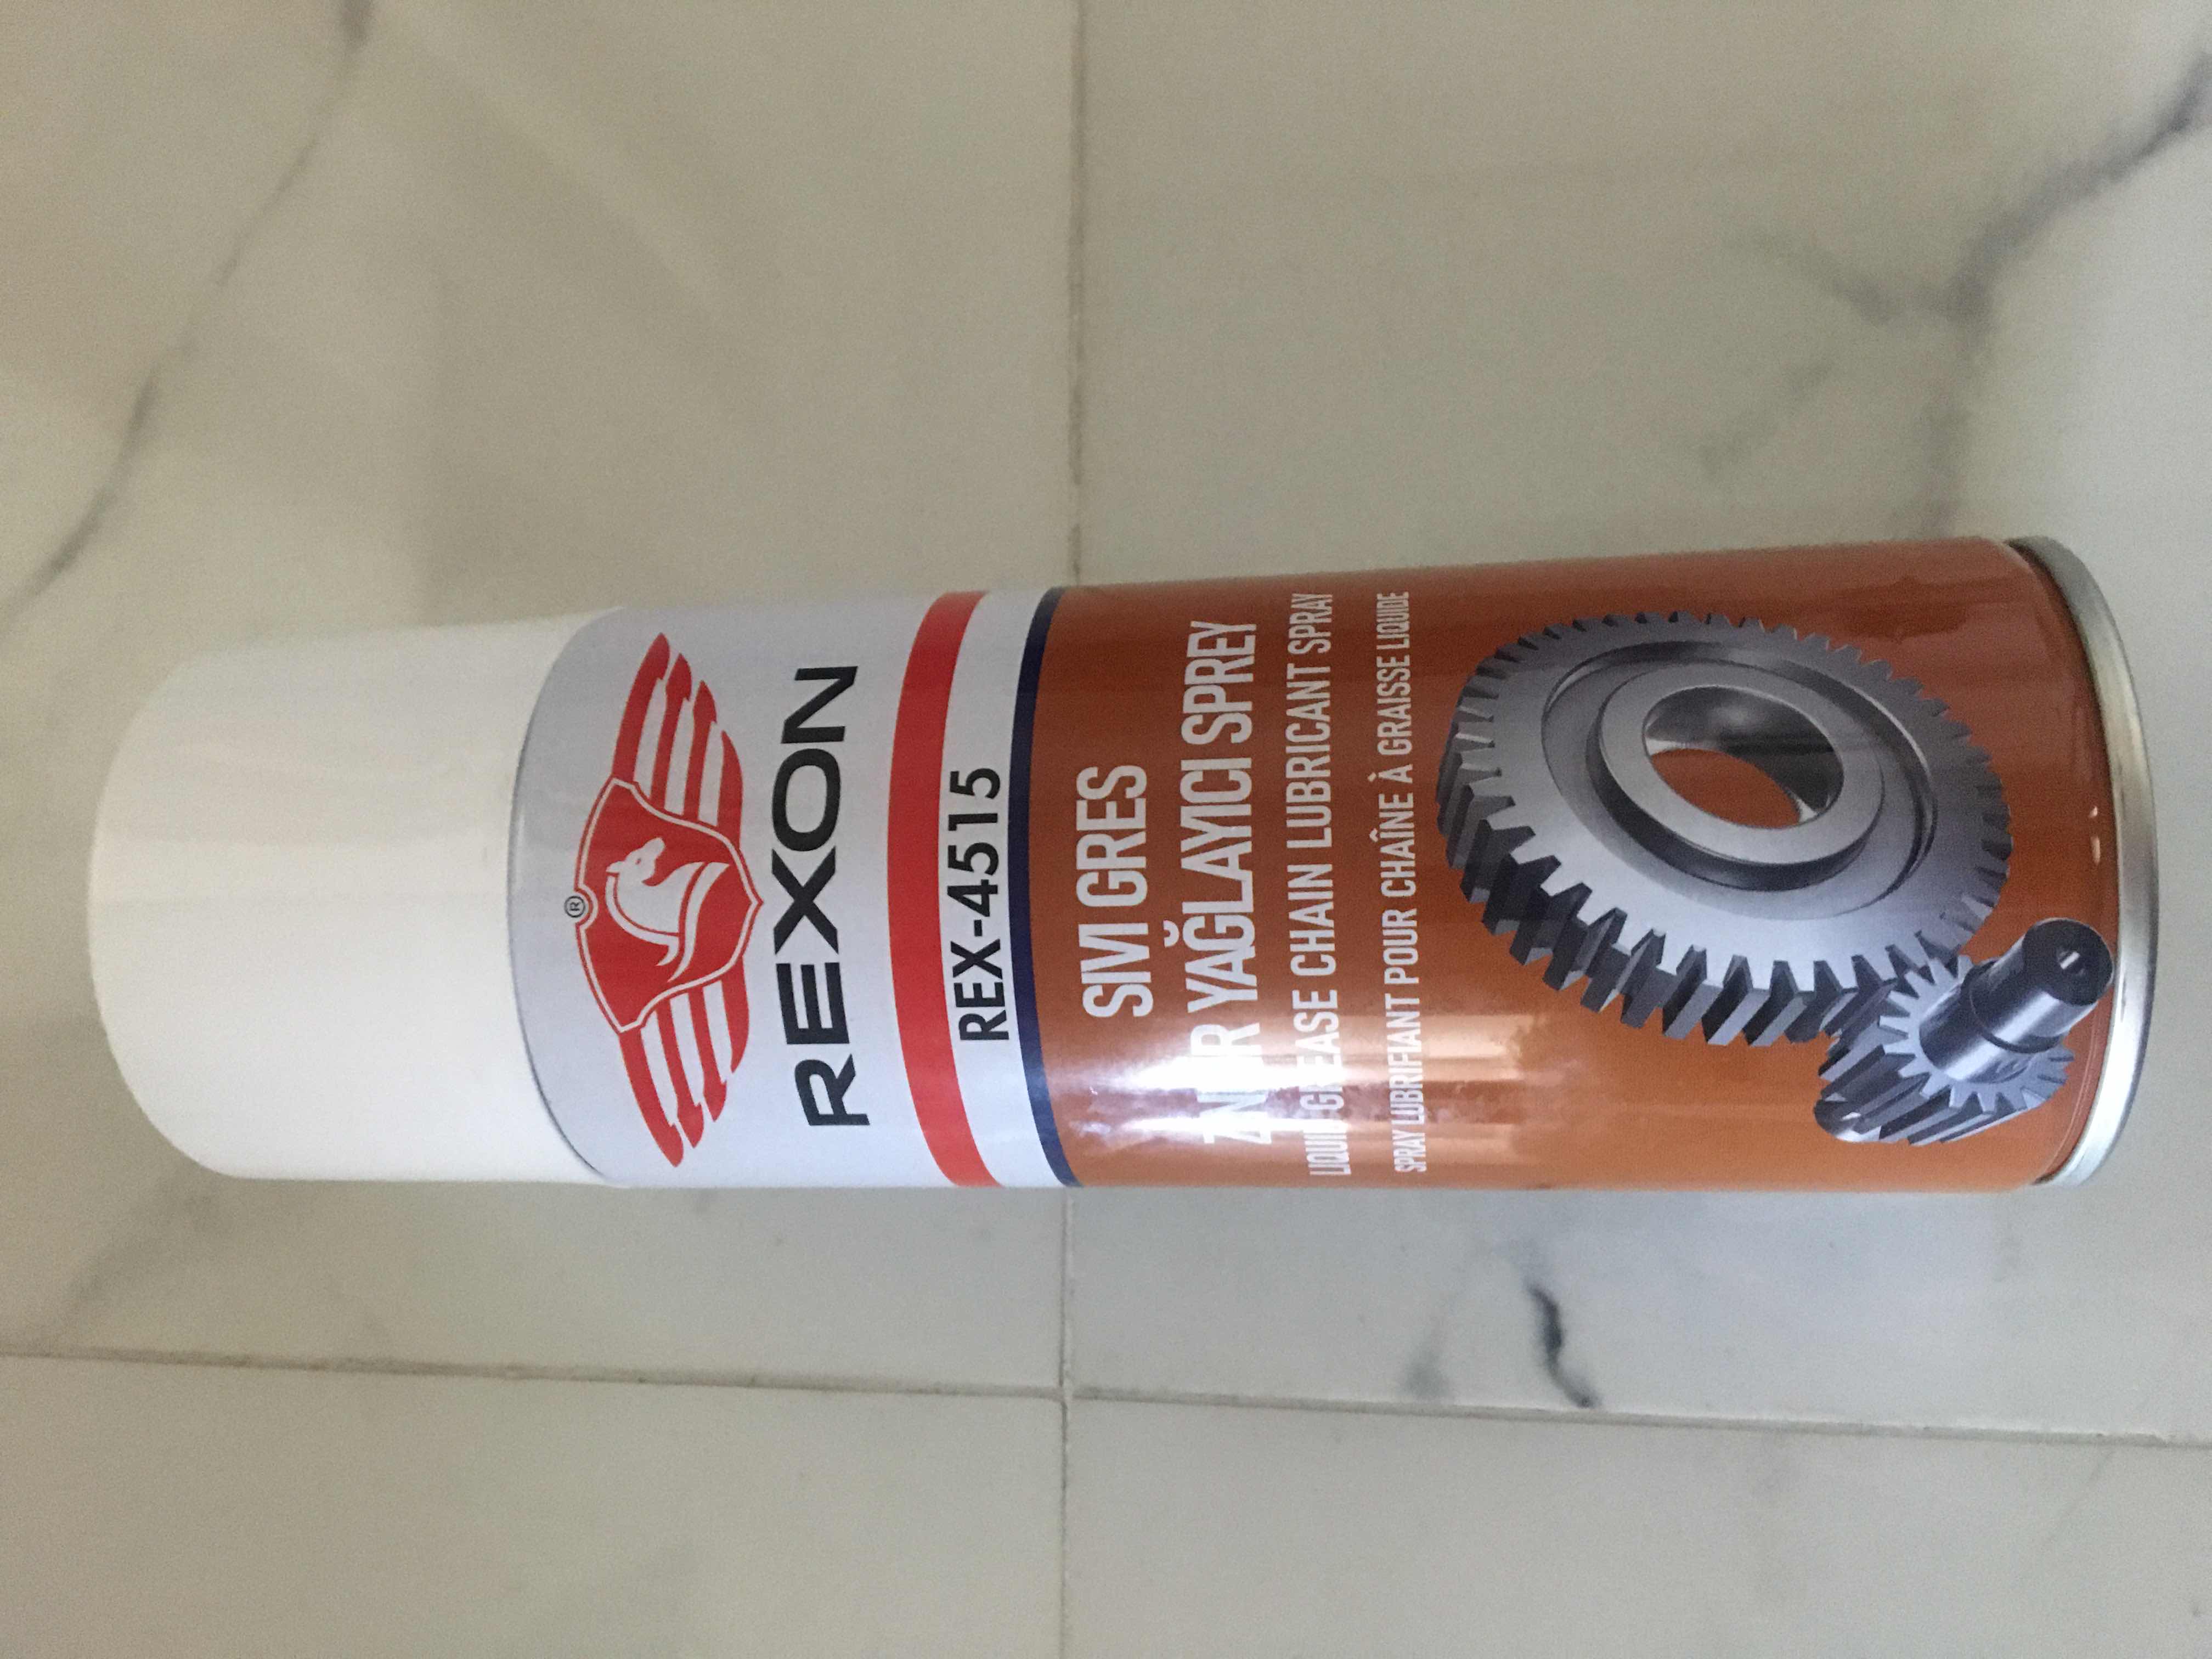 ®
REXON
REX-4515
SIVI GRES
ZİNCİR YAĞLAYICI SPREY
LIQUID GREASE CHAIN LUBRICANT SPRAY
SPRAY LUBRIFIANT POUR CHAÎNE À GRAISSE LIQUIDE